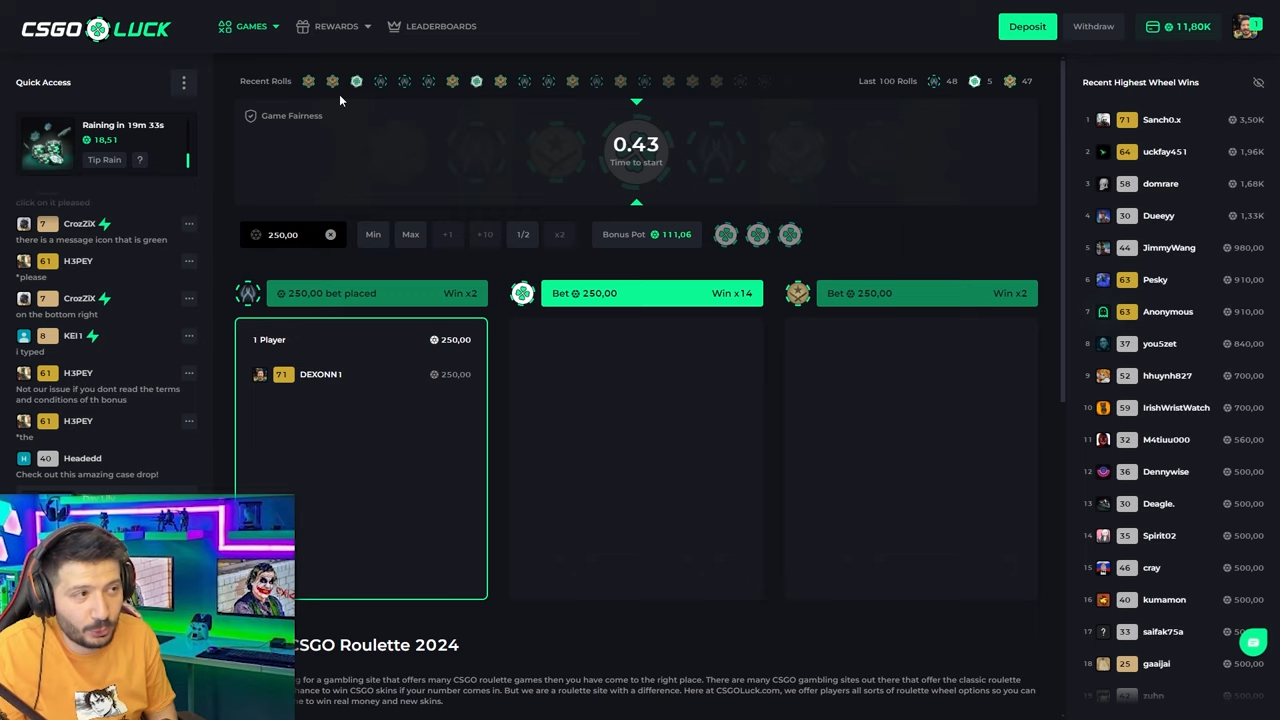 CSGO LUCK
GAMES
REWARDS
LEADERBOARDS
Deposit
Withdraw
11,80K
1
Quick Access
Raining in 19m 33s
18,51
Tip Rain
?
click on it pleased
7 CrozZiX
there is a message icon that is green
61 H3PEY
*please
7 CrozZiX
on the bottom right
8 KEI1
i typed
61 H3PEY
Not our issue if you dont read the terms
and conditions of th bonus
61 H3PEY
*the
40 Headedd
Check out this amazing case drop!
Recent Rolls
Last 100 Rolls 48 5 47
Game Fairness
0.43
Time to start
250,00
Min
Max
+1
+10
1/2
x2
Bonus Pot 111,06
250,00 bet placed Win x2
Bet 250,00 Win x14
Bet 250,00 Win x2
1 Player 250,00
71 DEXONN1 250,00
CSGO Roulette 2024
ng for a gambling site that offers many CSGO roulette games then you have come to the right place. There are many CSGO gambling sites out there that offer the classic roulette
hance to win CSGO skins if your number comes in. But we are a roulette site with a difference. Here at CSGOLuck.com, we offer players all sorts of roulette wheel options so you can
e to win real money and new skins.
Recent Highest Wheel Wins
1 71 Sanch0.x 3,50K
2 64 uckfay451 1,96K
3 58 domrare 1,68K
4 30 Dueeyy 1,33K
5 44 JimmyWang 980,00
6 63 Pesky 910,00
7 63 Anonymous 910,00
8 37 you5zet 840,00
9 52 hhuynh827 700,00
10 59 IrishWristWatch 700,00
11 32 M4tiuu000 560,00
12 36 Dennywise 500,00
13 30 Deagle. 500,00
14 35 Spirit02 500,00
15 46 cray 500,00
16 40 kumamon 500,00
17 ? 33 saifak75a
18 25 gaaijai 500,00
19 zuhn 500,00